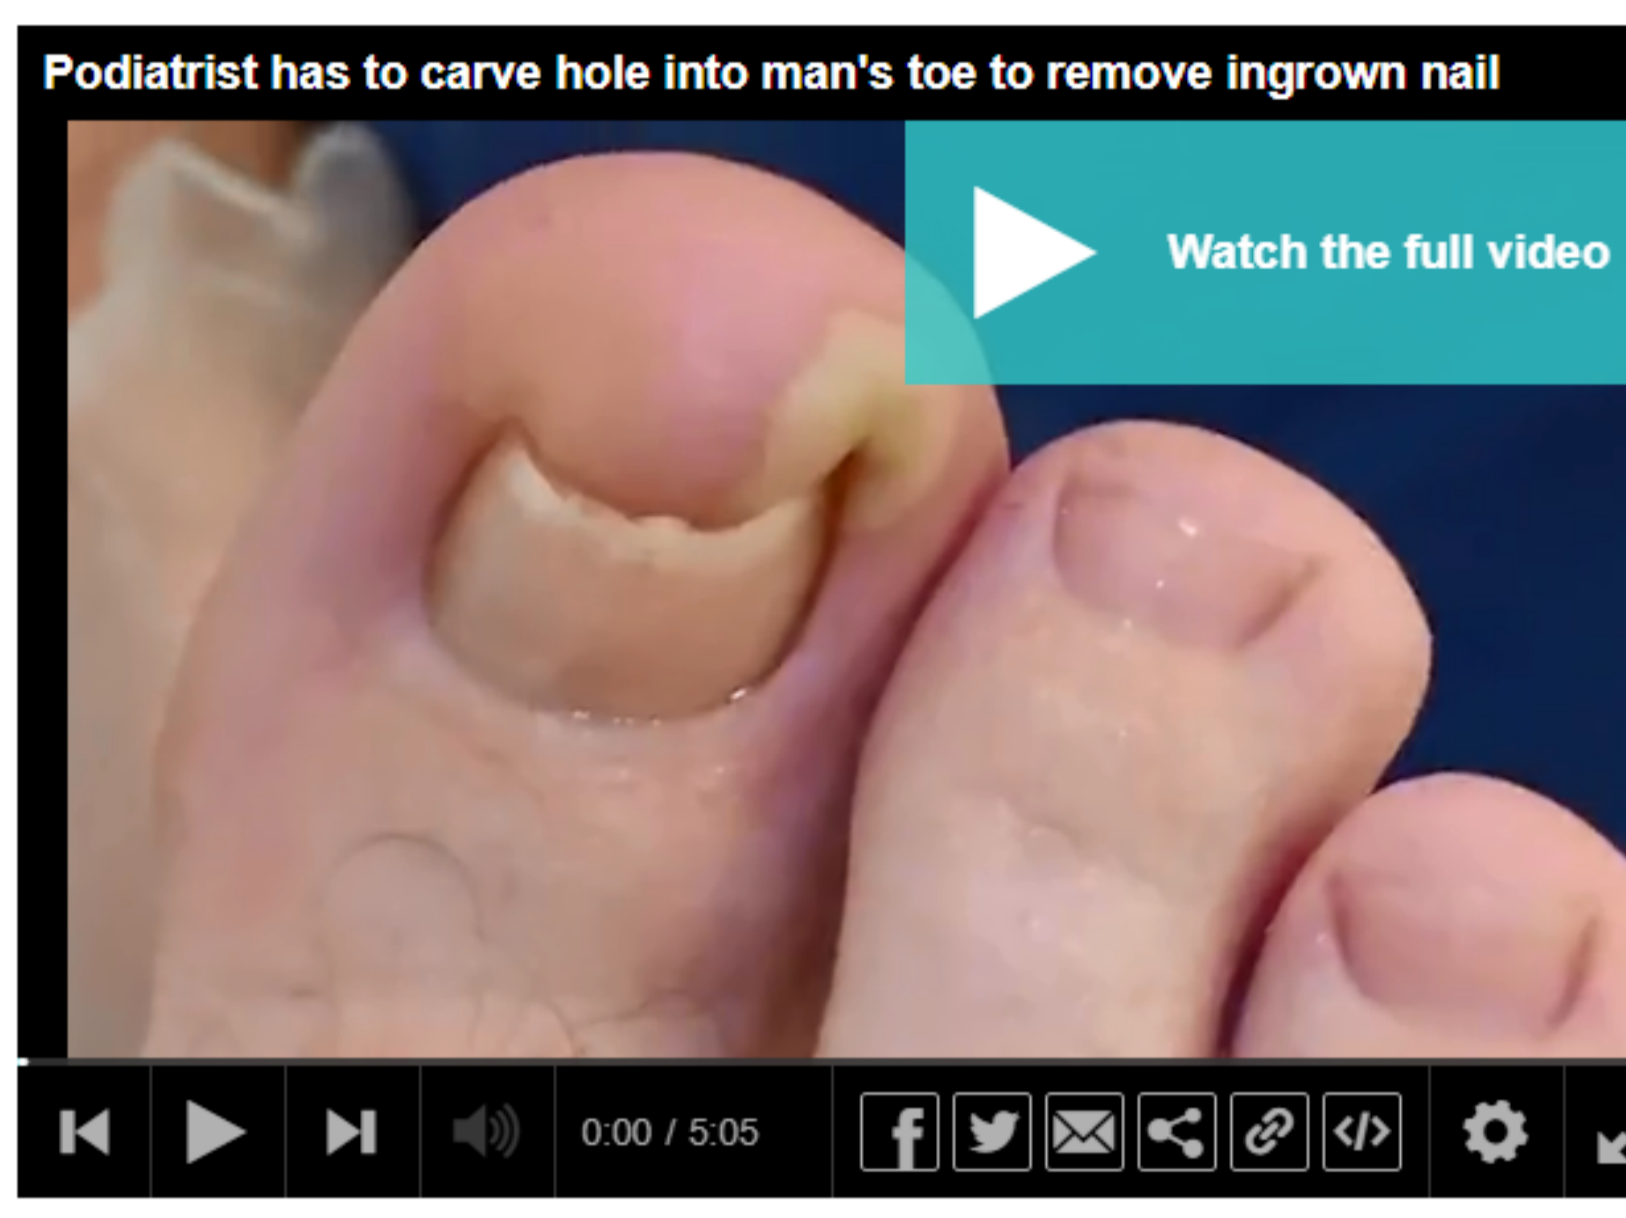 Podiatrist has to carve hole into man's toe to remove ingrown nail
Watch the full video
0:00 / 5:05